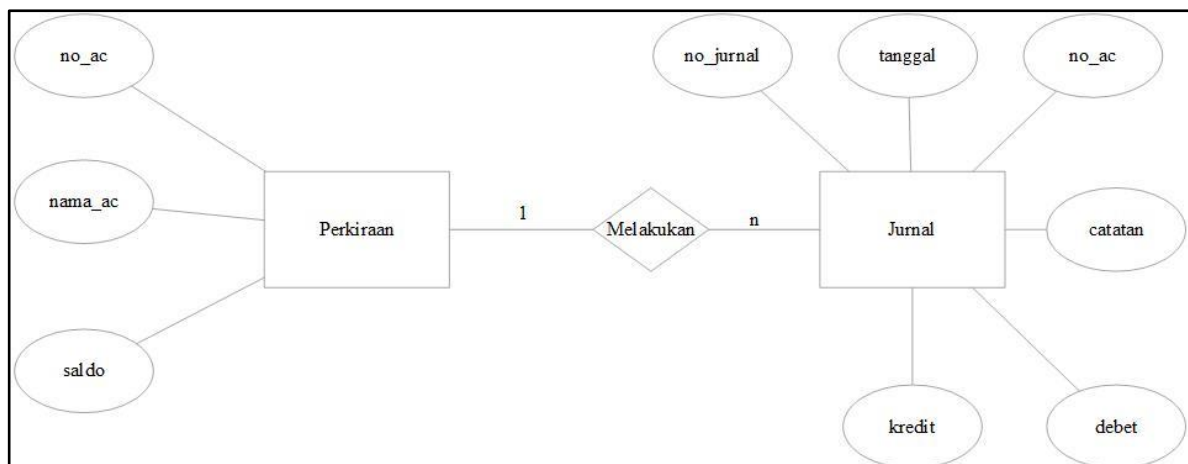 no_ac
no_jurnal
tanggal
no_ac
nama_ac
Perkiraan
1
Melakukan
n
Jurnal
catatan
saldo
kredit
debet